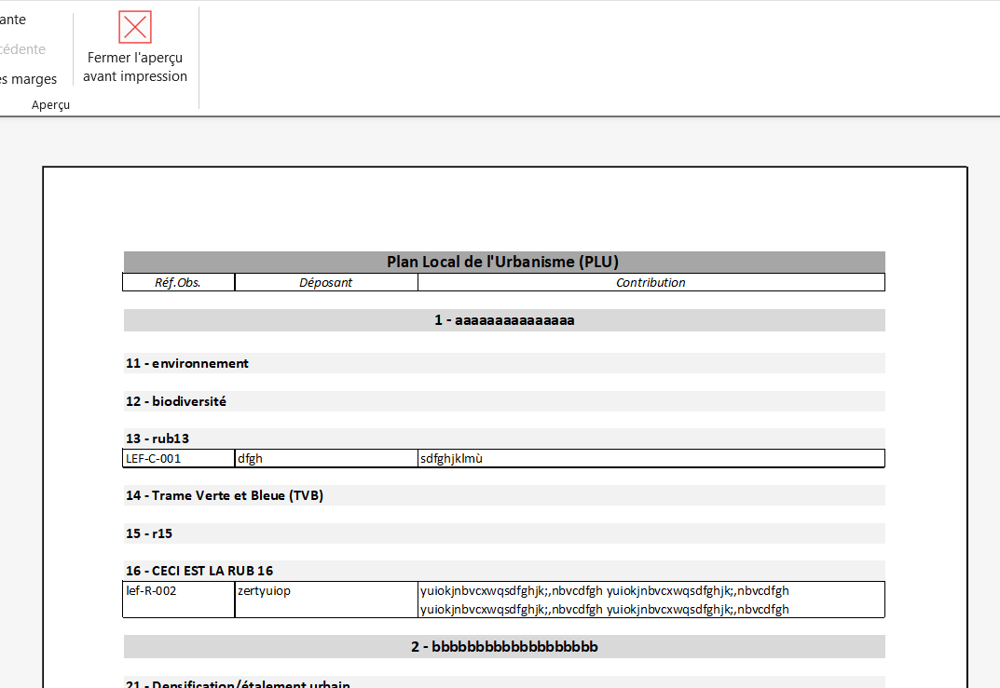 ante
cédente
es marges
Fermer l'aperçu
avant impression
Aperçu
Plan Local de l'Urbanisme (PLU)
Réf.Obs. Déposant Contribution
1 - aaaaaaaaaaaaaaa
11 - environnement
12 - biodiversité
13 - rub13
LEF-C-001 dfgh sdfghjklmù
14 - Trame Verte et Bleue (TVB)
15 - r15
16 - CECI EST LA RUB 16
lef-R-002 zertyuiop yuiokjnbvcxwqsdfghjk;,nbvcdfgh yuiokjnbvcxwqsdfghjk;,nbvcdfgh
yuiokjnbvcxwqsdfghjk;,nbvcdfgh yuiokjnbvcxwqsdfghjk;,nbvcdfgh
2 - bbbbbbbbbbbbbbbbbbb
21 - Densification/étalement urbain